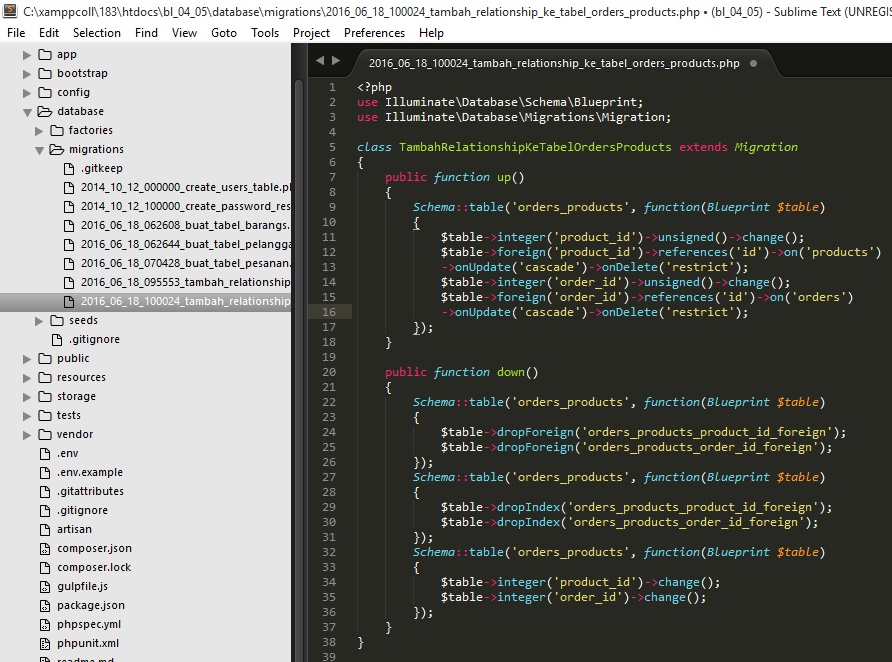 C:\xamppcoll\183\htdocs\bl_04_05\database\migrations\2016_06_18_100024_tambah_relationship_ke_tabel_orders_products.php • (bl_04_05) - Sublime Text (UNREGIS
File Edit Selection Find View Goto Tools Project Preferences Help
app
bootstrap
config
database
factories
migrations
.gitkeep
2014_10_12_000000_create_users_table.pl
2014_10_12_100000_create_password_res
2016_06_18_062608_buat_tabel_barangs.
2016_06_18_062644_buat_tabel_pelangga
2016_06_18_070428_buat_tabel_pesanan.
2016_06_18_095553_tambah_relationship
2016_06_18_100024_tambah_relationship
seeds
.gitignore
public
resources
storage
tests
vendor
.env
.env.example
.gitattributes
.gitignore
artisan
composer.json
composer.lock
gulpfile.js
package.json
phpspec.yml
phpunit.xml
readme.md
2016_06_18_100024_tambah_relationship_ke_tabel_orders_products.php
1 <?php
2 use Illuminate\Database\Schema\Blueprint;
3 use Illuminate\Database\Migrations\Migration;
4
5 class TambahRelationshipKeTabelOrdersProducts extends Migration
6 {
7 public function up()
8 {
9 Schema::table('orders_products', function(Blueprint $table)
10 {
11 $table->integer('product_id')->unsigned()->change();
12 $table->foreign('product_id')->references('id')->on('products')
13 ->onUpdate('cascade')->onDelete('restrict');
14 $table->integer('order_id')->unsigned()->change();
15 $table->foreign('order_id')->references('id')->on('orders')
16 ->onUpdate('cascade')->onDelete('restrict');
17 });
18 }
19
20 public function down()
21 {
22 Schema::table('orders_products', function(Blueprint $table)
23 {
24 $table->dropForeign('orders_products_product_id_foreign');
25 $table->dropForeign('orders_products_order_id_foreign');
26 });
27 Schema::table('orders_products', function(Blueprint $table)
28 {
29 $table->dropIndex('orders_products_product_id_foreign');
30 $table->dropIndex('orders_products_order_id_foreign');
31 });
32 Schema::table('orders_products', function(Blueprint $table)
33 {
34 $table->integer('product_id')->change();
35 $table->integer('order_id')->change();
36 });
37 }
38 }
39